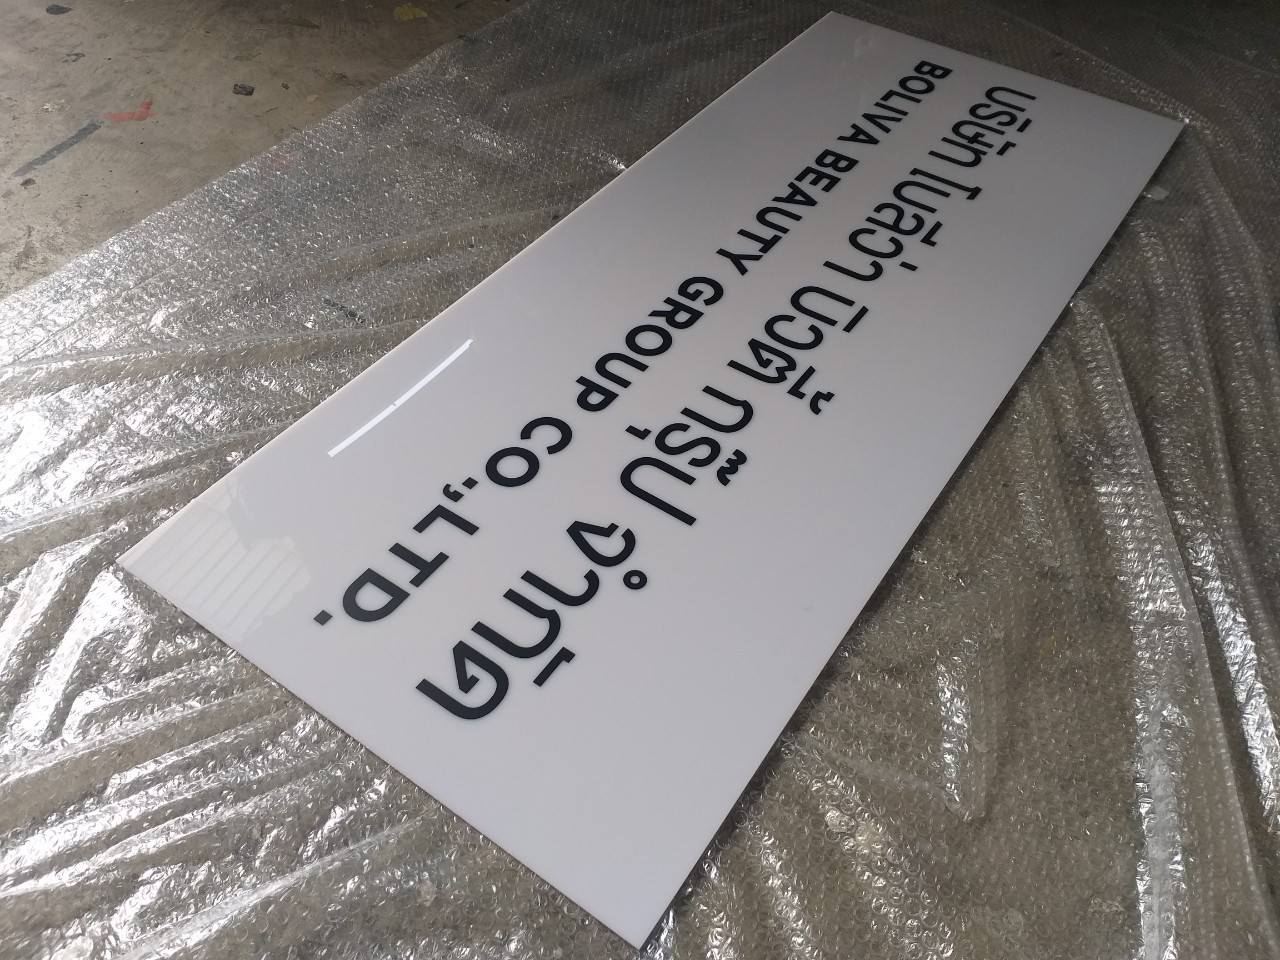 บริษัท โบลิว่า บิวตี้ กรุ๊ป จำกัด
BOLIVA BEAUTY GROUP CO.,LTD.